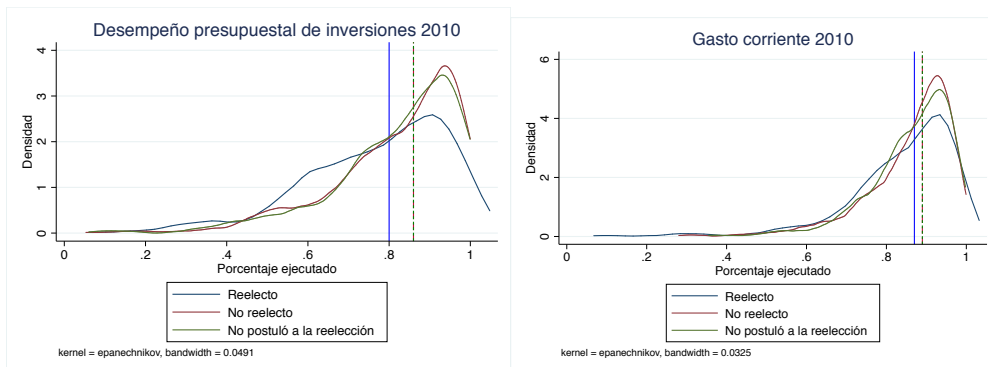 Desempeño presupuestal de inversiones 2010
4
3
2
1
0
Densidad
0
.2
.4
.6
.8
1
Porcentaje ejecutado
Reelecto
No reelecto
No postuló a la reelección
kernel = epanechnikov, bandwidth = 0.0491
Gasto corriente 2010
6
4
2
0
Densidad
0
.2
.4
.6
.8
1
Porcentaje ejecutado
Reelecto
No reelecto
No postuló a la reelección
kernel = epanechnikov, bandwidth = 0.0325